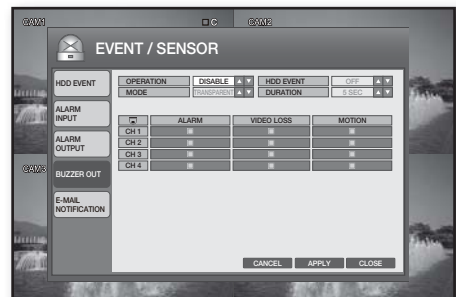 CAM1 C CAM2
EVENT / SENSOR
HDD EVENT
ALARM INPUT
ALARM OUTPUT
BUZZER OUT
E-MAIL NOTIFICATION
OPERATION DISABLE HDD EVENT OFF
MODE TRANSPARENT DURATION 5 SEC
ALARM VIDEO LOSS MOTION
CH 1
CH 2
CH 3
CH 4
CAM3
CANCEL APPLY CLOSE